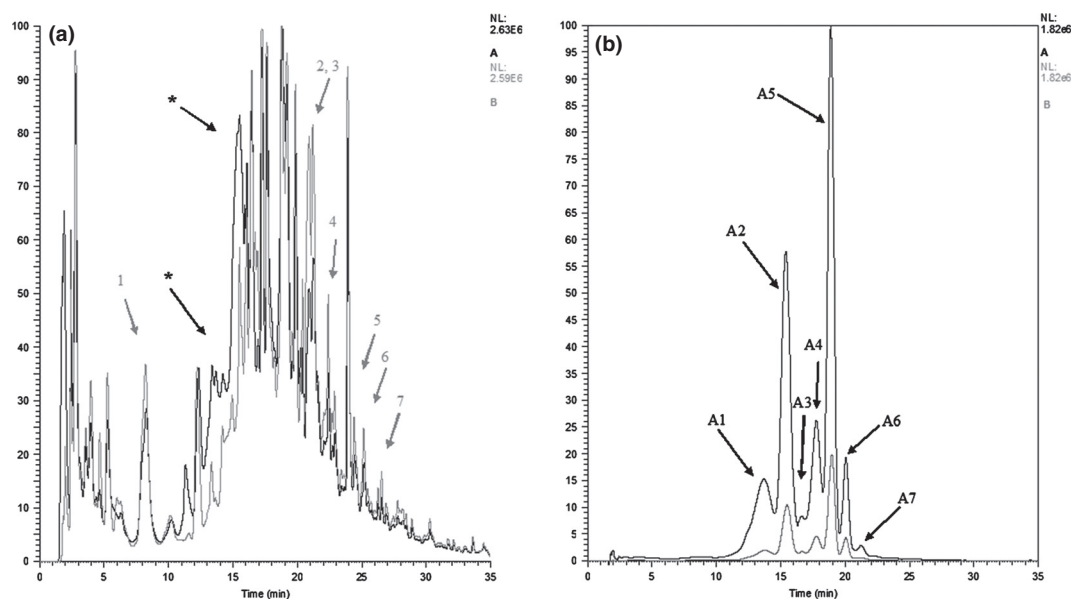 (a)
NL:
2.63E6
A
NL:
2.59E6
B
100
90
80
70
60
50
40
30
20
10
0
*
*
1
2, 3
4
5
6
7
0 5 10 15 20 25 30 35
Time (min)
(b)
NL:
1.82e6
A
NL:
1.82e6
B
100
95
90
85
80
75
70
65
60
55
50
45
40
35
30
25
20
15
10
5
0
A5
A2
A4
A3
A1
A6
A7
0 5 10 15 20 25 30 35
Time (min)